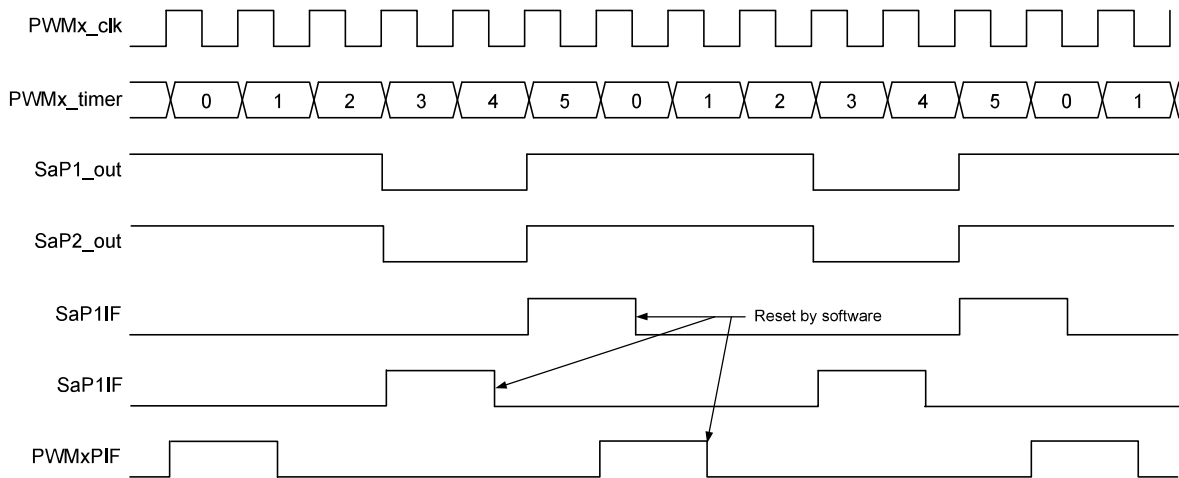 PWMx_clk
PWMx_timer 0 1 2 3 4 5 0 1 2 3 4 5 0 1
SaP1_out
SaP2_out
SaP1IF
Reset by software
SaP1IF
PWMxPIF